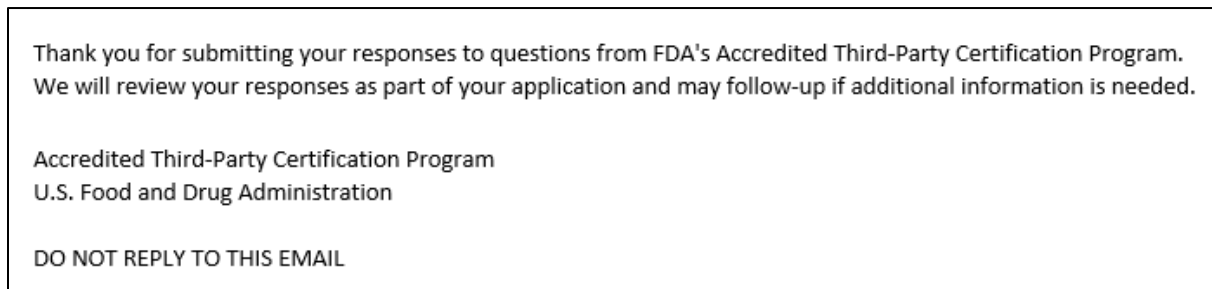 Thank you for submitting your responses to questions from FDA's Accredited Third-Party Certification Program.
We will review your responses as part of your application and may follow-up if additional information is needed.
Accredited Third-Party Certification Program
U.S. Food and Drug Administration
DO NOT REPLY TO THIS EMAIL